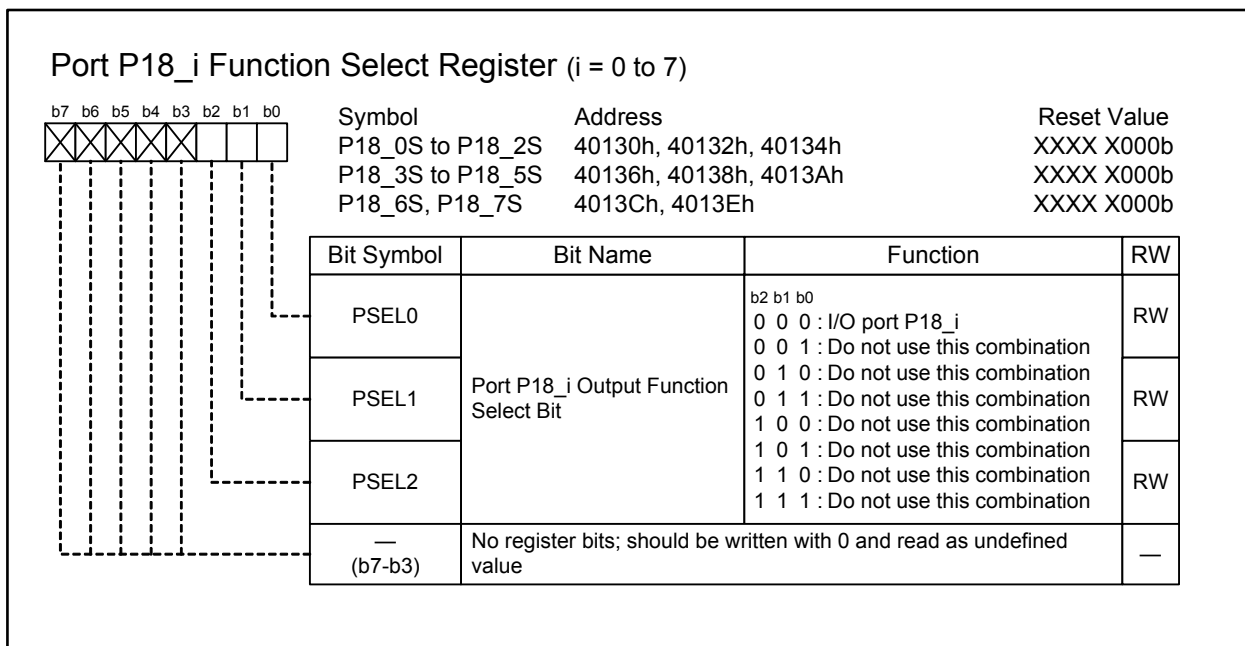 Port P18_i Function Select Register (i = 0 to 7)
b7 b6 b5 b4 b3 b2 b1 b0
Symbol Address Reset Value
P18_0S to P18_2S 40130h, 40132h, 40134h XXXX X000b
P18_3S to P18_5S 40136h, 40138h, 4013Ah XXXX X000b
P18_6S, P18_7S 4013Ch, 4013Eh XXXX X000b
Bit Symbol Bit Name Function RW
PSEL0
PSEL1
PSEL2
Port P18_i Output Function
Select Bit
b2 b1 b0
0 0 0 : I/O port P18_i
0 0 1 : Do not use this combination
0 1 0 : Do not use this combination
0 1 1 : Do not use this combination
1 0 0 : Do not use this combination
1 0 1 : Do not use this combination
1 1 0 : Do not use this combination
1 1 1 : Do not use this combination
RW
RW
RW
—
(b7-b3)
No register bits; should be written with 0 and read as undefined
value
—